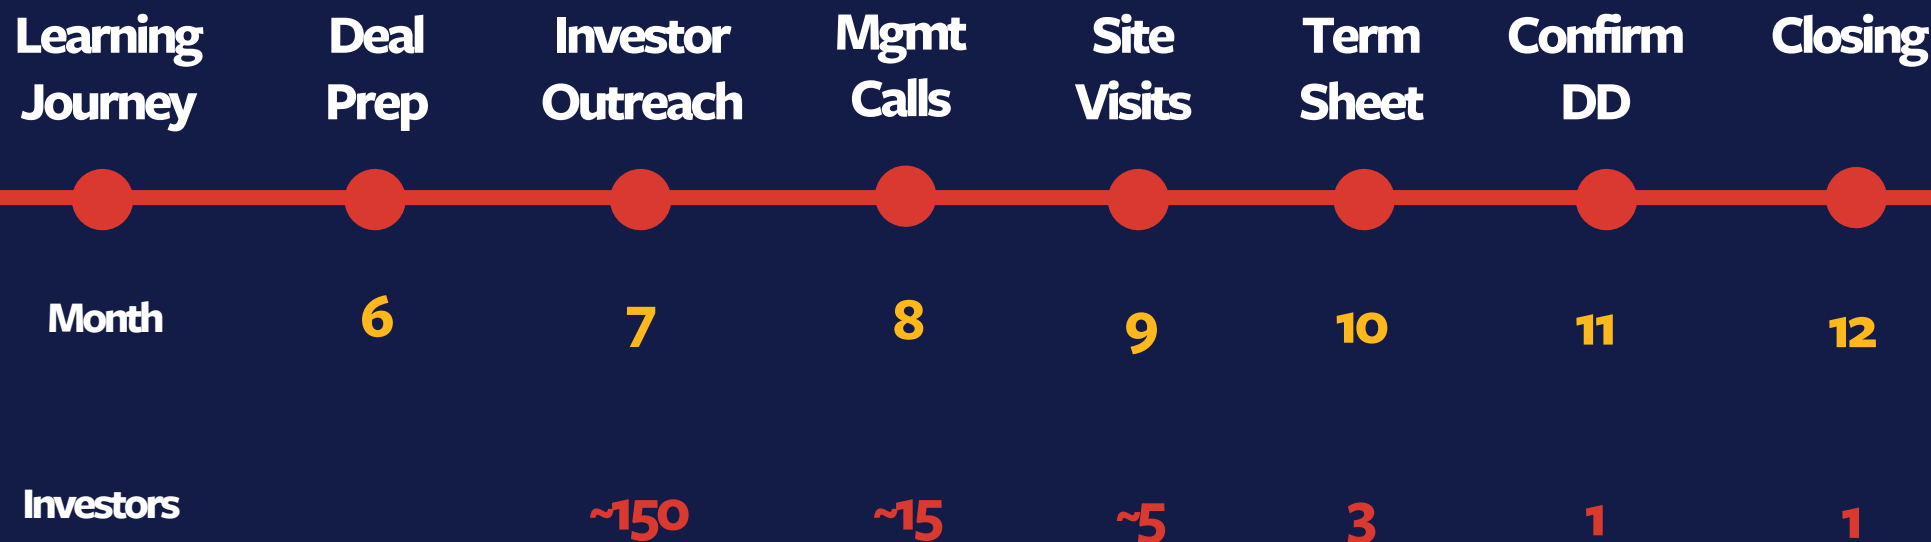 Learning Deal Investor Mgmt Site Term Confirm Closing
Journey Prep Outreach Calls Visits Sheet DD
Month 6 7 8 9 10 11 12
Investors ~150 ~15 ~5 3 1 1